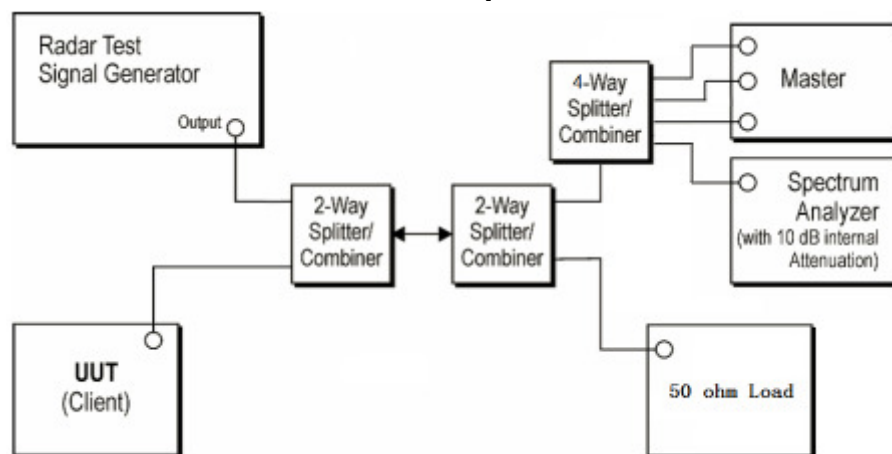 Radar Test
Signal Generator
Output
4-Way
Splitter/
Combiner
Master
2-Way
Splitter/
Combiner
2-Way
Splitter/
Combiner
Spectrum
Analyzer
(with 10 dB internal
Attenuation)
UUT
(Client)
50 ohm Load